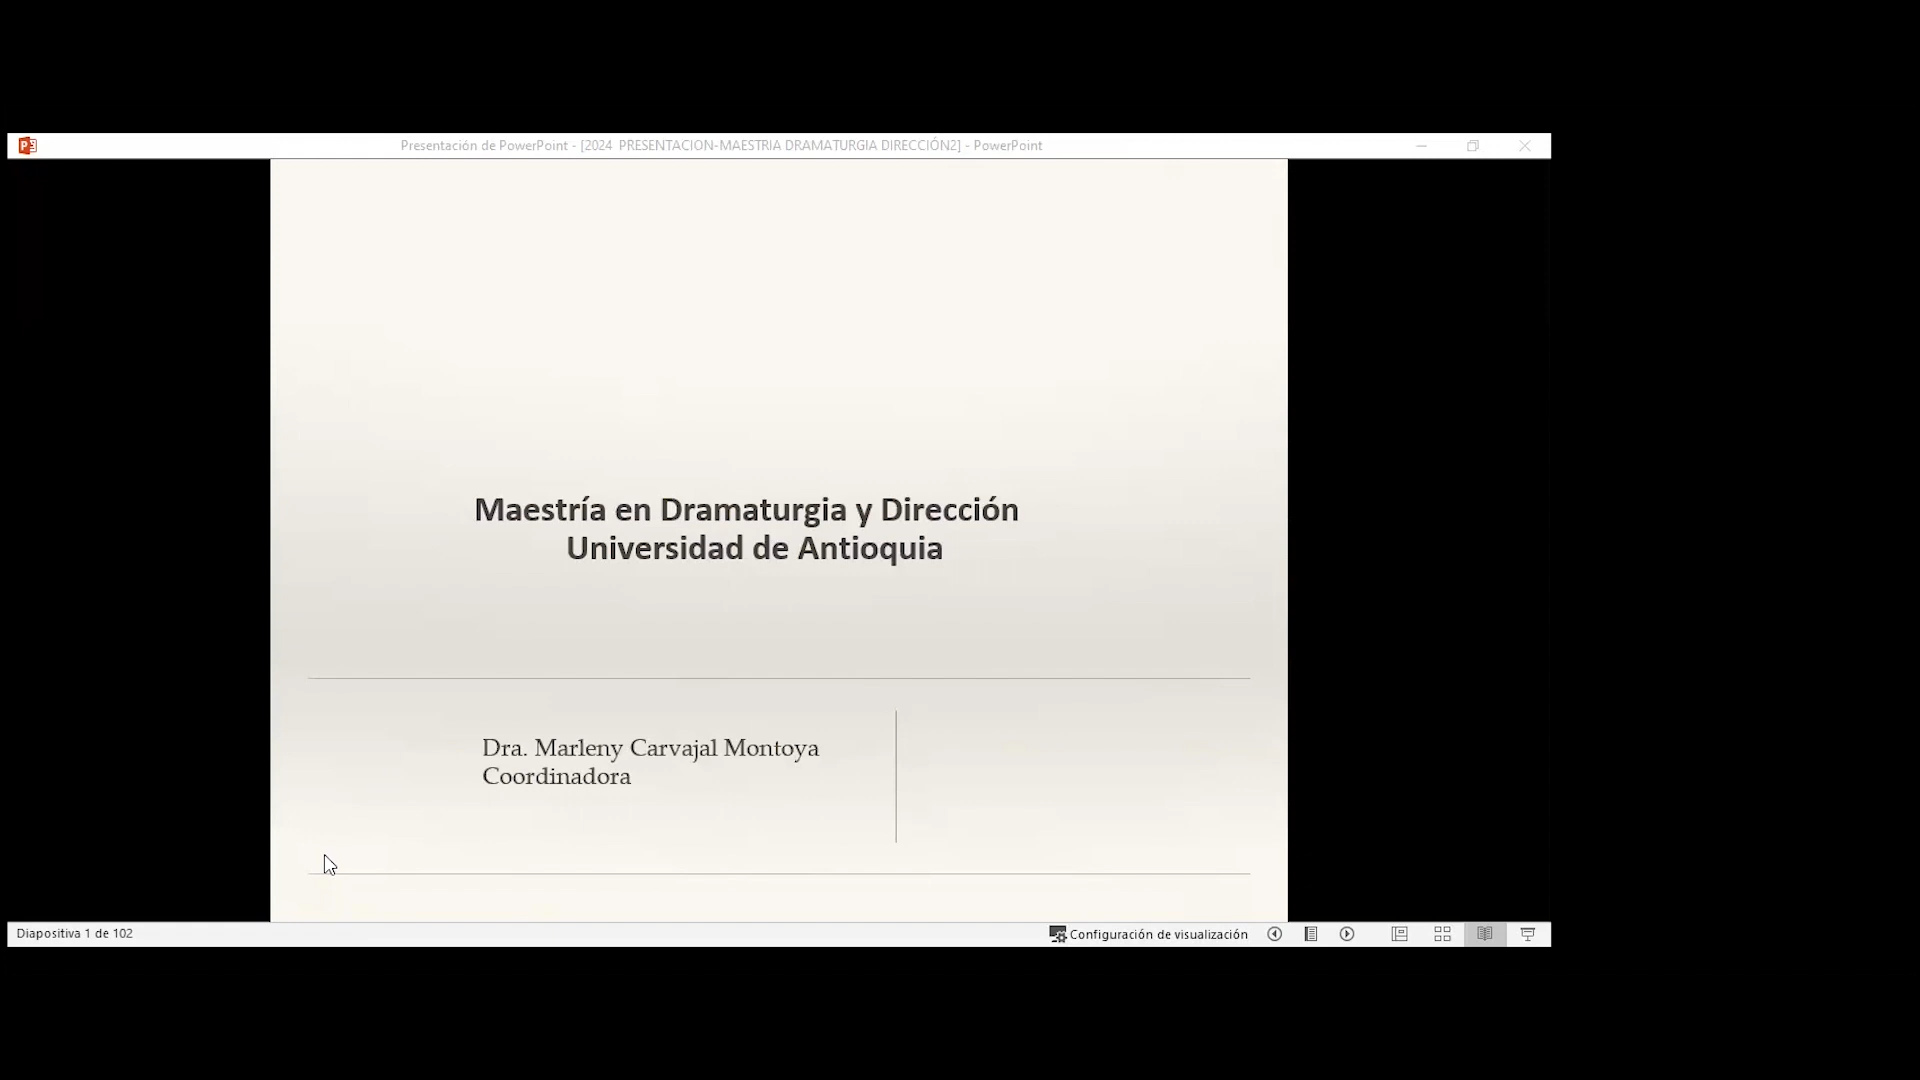 Presentación de PowerPoint - [2024 PRESENTACION-MAESTRIA DRAMATURGIA DIRECCIÓN2] - PowerPoint
Maestría en Dramaturgia y Dirección
Universidad de Antioquia
Dra. Marleny Carvajal Montoya
Coordinadora
Diapositiva 1 de 102
Configuración de visualización